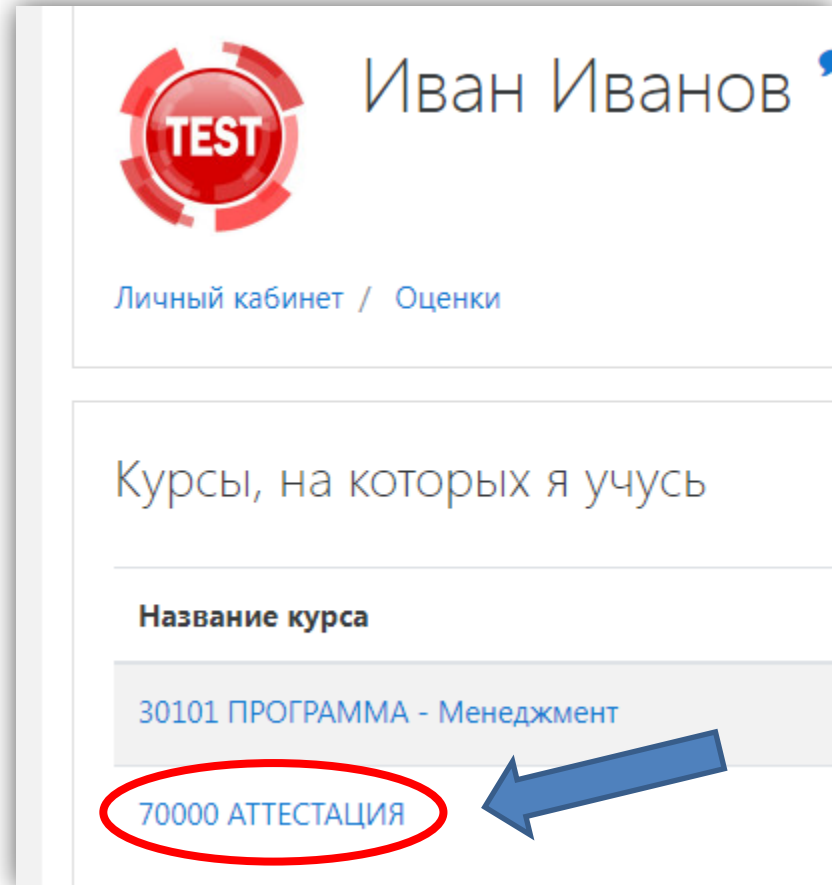 TEST
Иван Иванов
Личный кабинет / Оценки
Курсы, на которых я учусь
Название курса
30101 ПРОГРАММА - Менеджмент
70000 АТТЕСТАЦИЯ